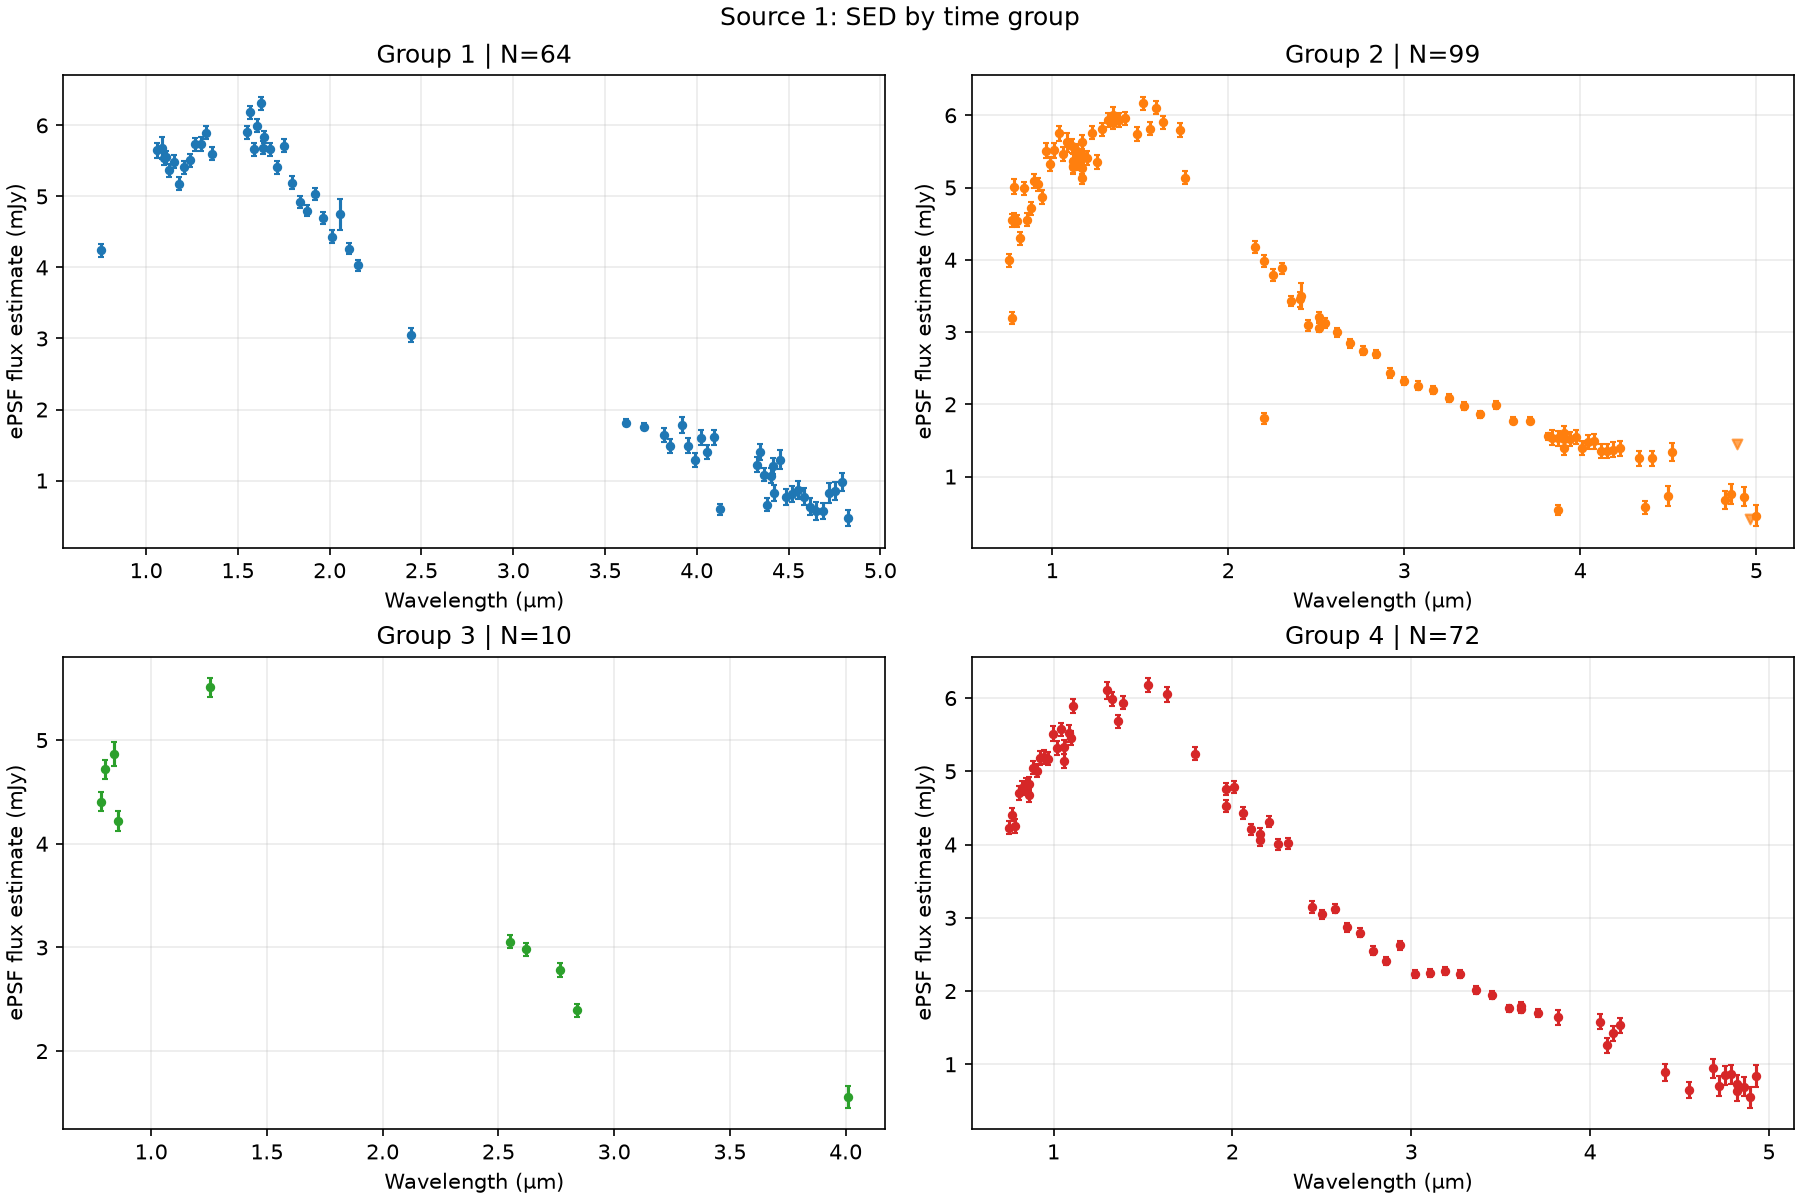 Source 1: SED by time group
Group 1 | N=64
ePSF flux estimate (mJy)
6
5
4
3
2
1
1.0 1.5 2.0 2.5 3.0 3.5 4.0 4.5 5.0
Wavelength (μm)
Group 2 | N=99
ePSF flux estimate (mJy)
6
5
4
3
2
1
1 2 3 4 5
Wavelength (μm)
Group 3 | N=10
ePSF flux estimate (mJy)
5
4
3
2
1.0 1.5 2.0 2.5 3.0 3.5 4.0
Wavelength (μm)
Group 4 | N=72
ePSF flux estimate (mJy)
6
5
4
3
2
1
1 2 3 4 5
Wavelength (μm)